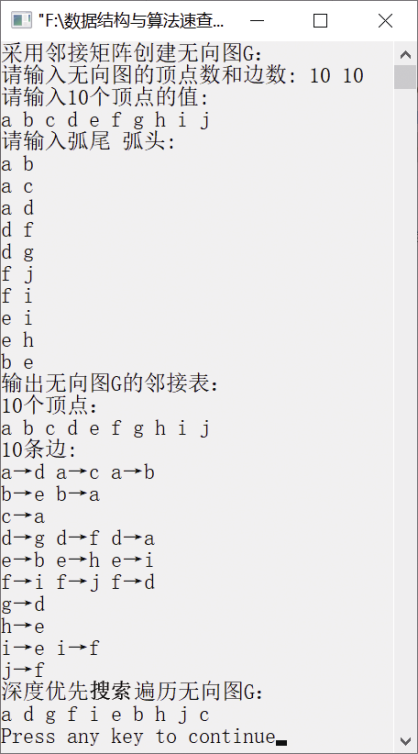 "F:\数据结构与算法速查...
采用邻接矩阵创建无向图G:
请输入无向图的顶点数和边数: 10 10
请输入10个顶点的值:
a b c d e f g h i j
请输入弧尾 弧头:
a b
a c
a d
d f
d g
f j
f i
e i
e h
b e
输出无向图G的邻接表:
10个顶点:
a b c d e f g h i j
10条边:
a→d a→c a→b
b→e b→a
c→a
d→g d→f d→a
e→b e→h e→i
f→i f→j f→d
g→d
h→e
i→e i→f
j→f
深度优先搜索遍历无向图G:
a d g f i e b h j c
Press any key to continue